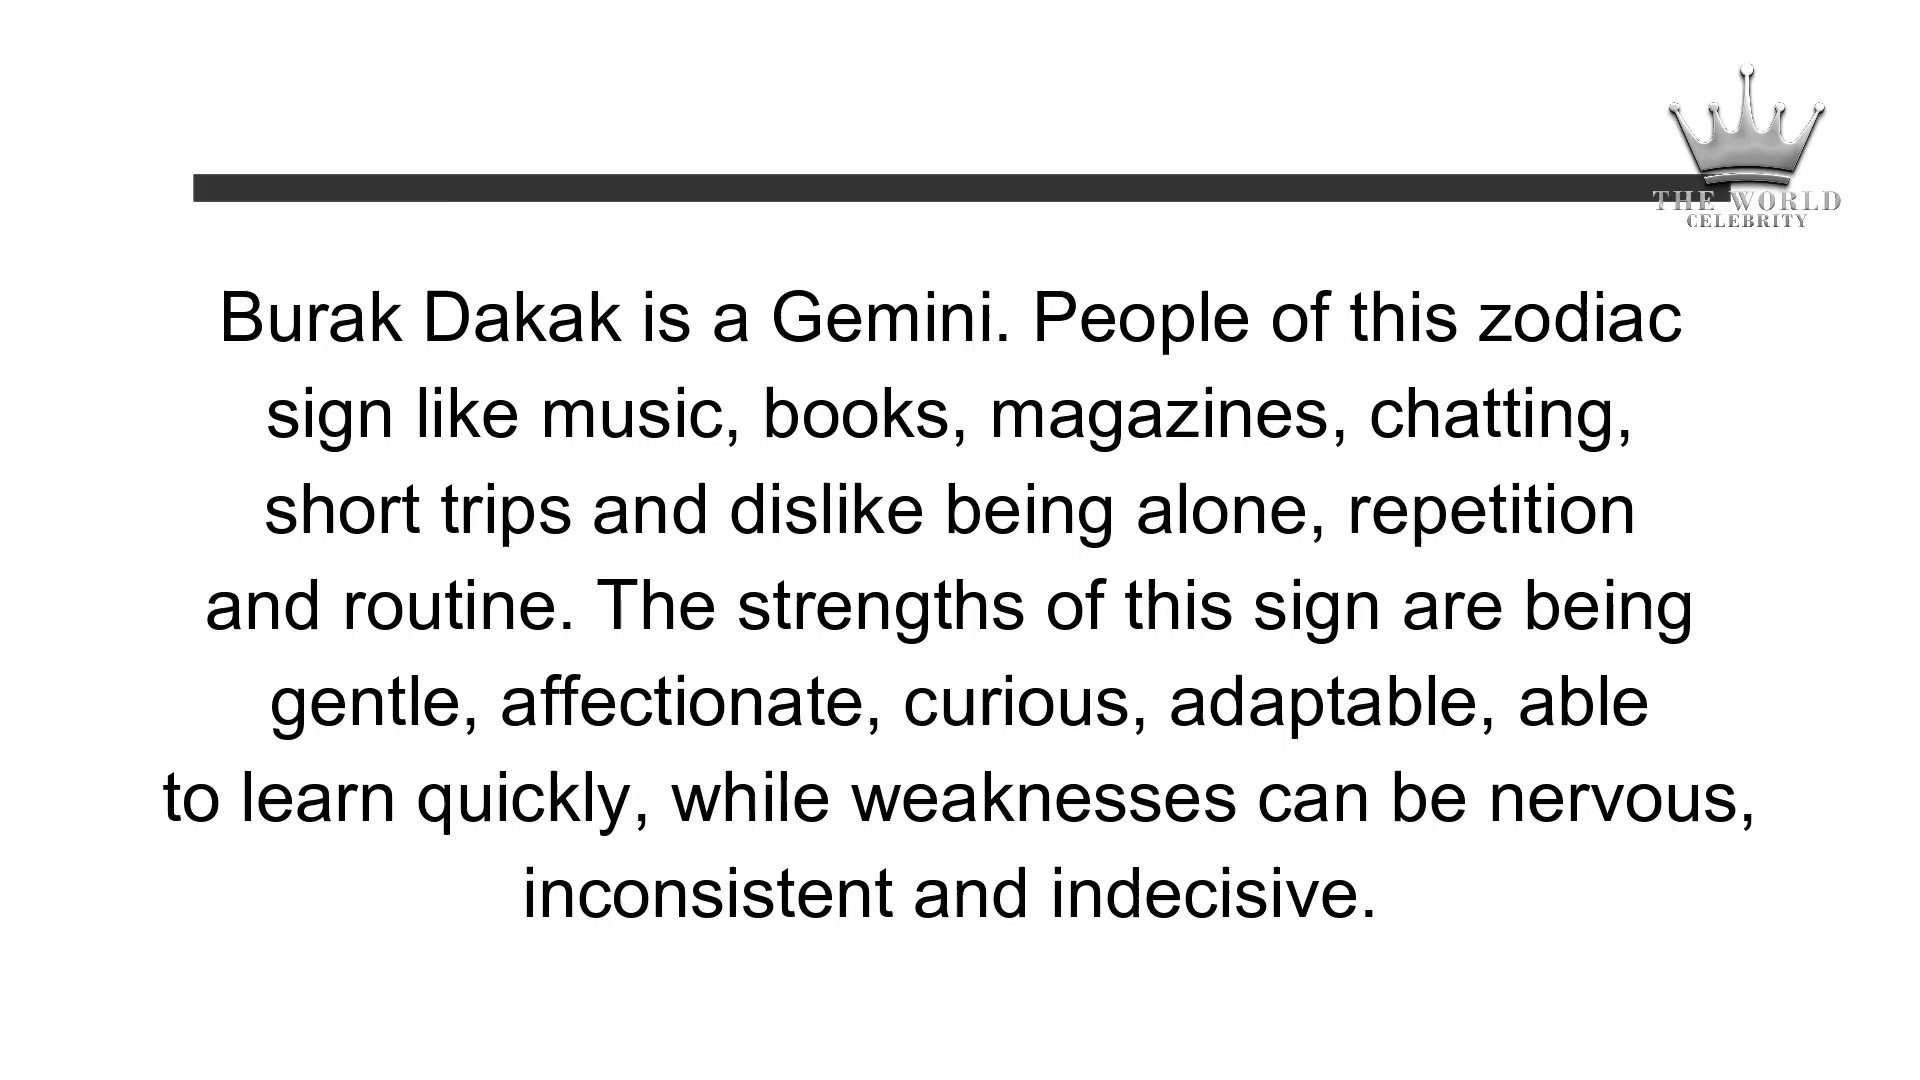 THE WORLD
CELEBRITY
Burak Dakak is a Gemini. People of this zodiac
sign like music, books, magazines, chatting,
short trips and dislike being alone, repetition
and routine. The strengths of this sign are being
gentle, affectionate, curious, adaptable, able
to learn quickly, while weaknesses can be nervous,
inconsistent and indecisive.